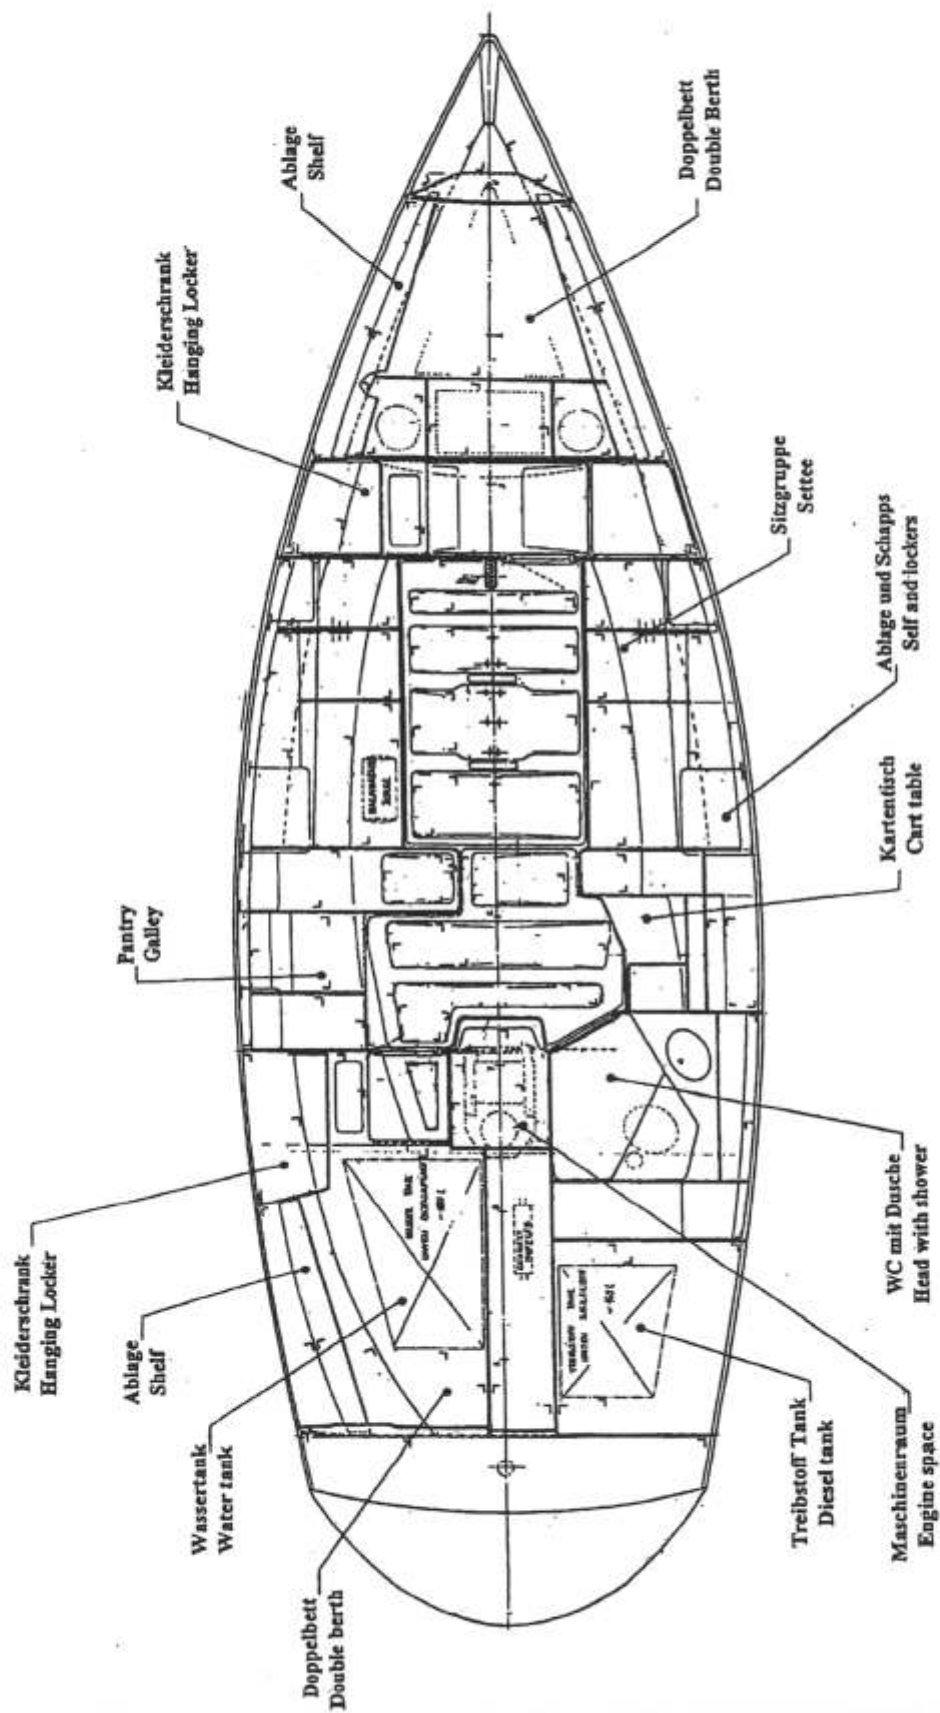 Ablage
Shelf
Doppelbett
Double Berth
Kleiderschrank
Hanging Locker
Sitzgruppe
Settee
Ablage und Schapps
Self and lockers
Kartentisch
Cart table
Pantry
Galley
WC mit Dusche
Head with shower
Kleiderschrank
Hanging Locker
Ablage
Shelf
Wassertank
Water tank
Treibstoff Tank
Diesel tank
Maschinenraum
Engine space
Doppelbett
Double berth